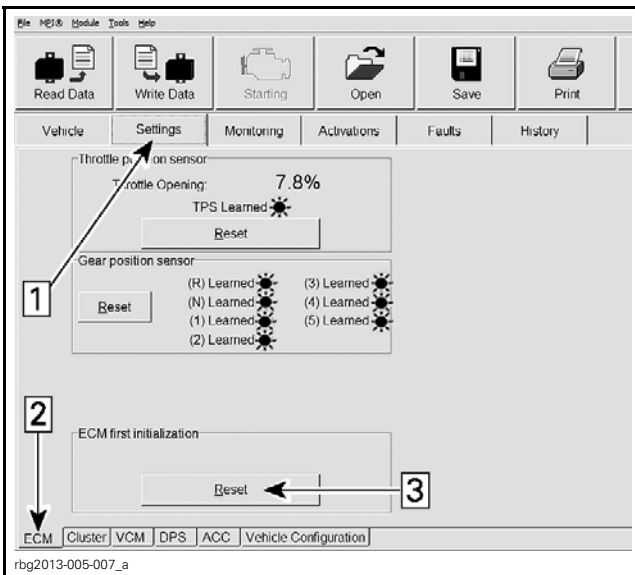 File MPI® Module Tools Help
Read Data Write Data Starting Open Save Print
Vehicle Settings Monitoring Activations Faults History
Throttle position sensor
Throttle Opening: 7.8%
TPS Learned
Reset
Gear position sensor
(R) Learned (3) Learned
Reset (N) Learned (4) Learned
(1) Learned (5) Learned
(2) Learned
1
2
ECM first initialization
Reset 3
ECM Cluster VCM DPS ACC Vehicle Configuration
rbg2013-005-007_a